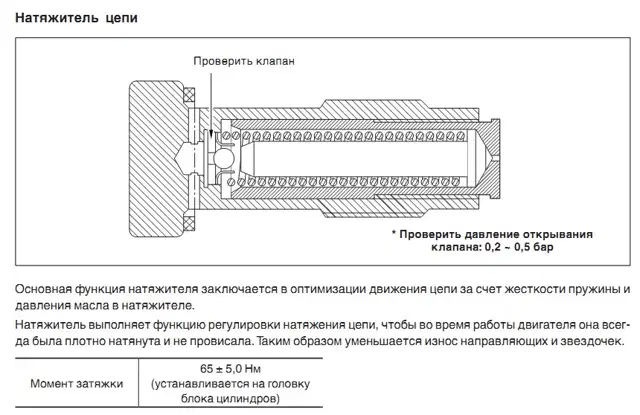 Натяжитель цепи
Проверить клапан
* Проверить давление открывания
клапана: 0,2 ~ 0,5 бар
Основная функция натяжителя заключается в оптимизации движения цепи за счет жесткости пружины и
давления масла в натяжителе.
Натяжитель выполняет функцию регулировки натяжения цепи, чтобы во время работы двигателя она всег-
да была плотно натянута и не провисала. Таким образом уменьшается износ направляющих и звездочек.
Момент затяжки
65 ± 5,0 Нм
(устанавливается на головку
блока цилиндров)